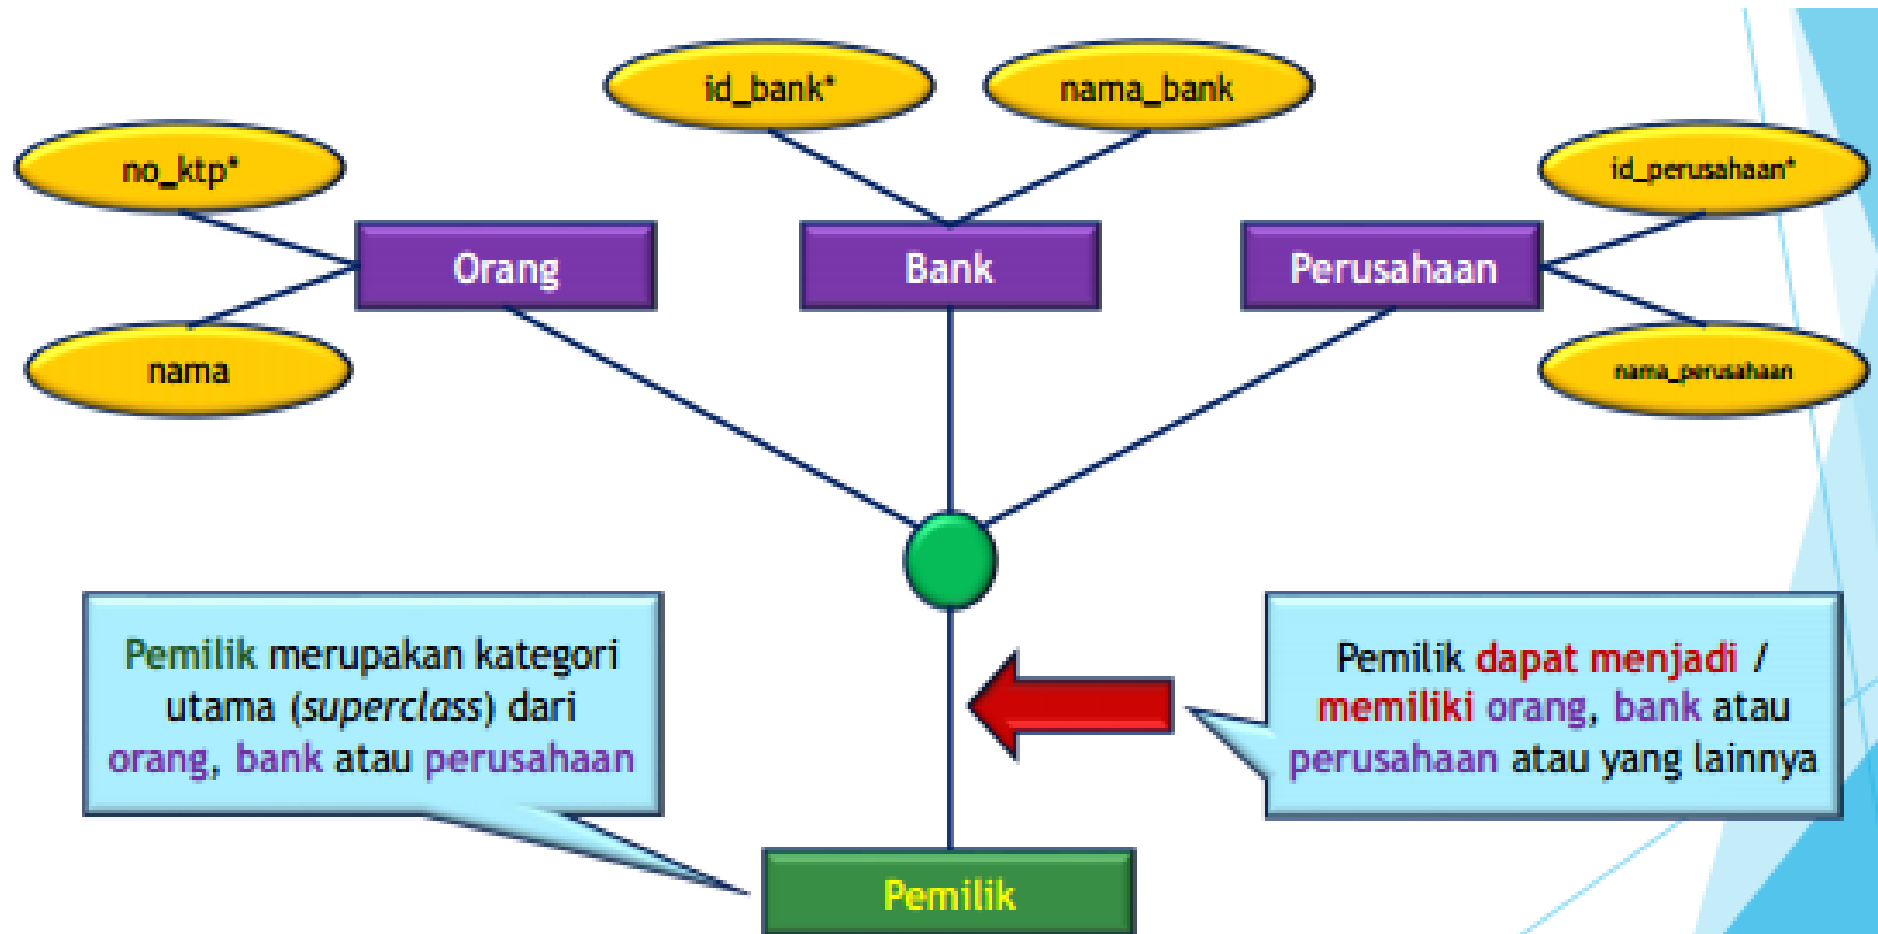 id_bank*
nama_bank
no_ktp*
id_perusahaan*
Orang
Bank
Perusahaan
nama
nama_perusahaan
Pemilik merupakan kategori
utama (superclass) dari
orang, bank atau perusahaan
Pemilik dapat menjadi /
memiliki orang, bank atau
perusahaan atau yang lainnya
Pemilik